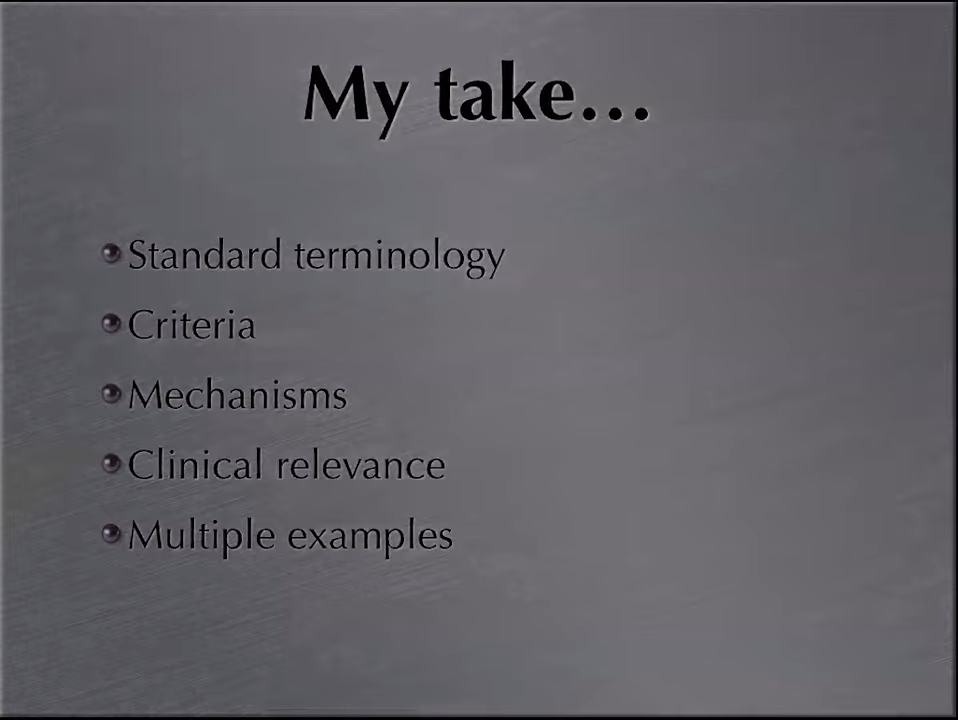 My take...
Standard terminology
Criteria
Mechanisms
Clinical relevance
Multiple examples